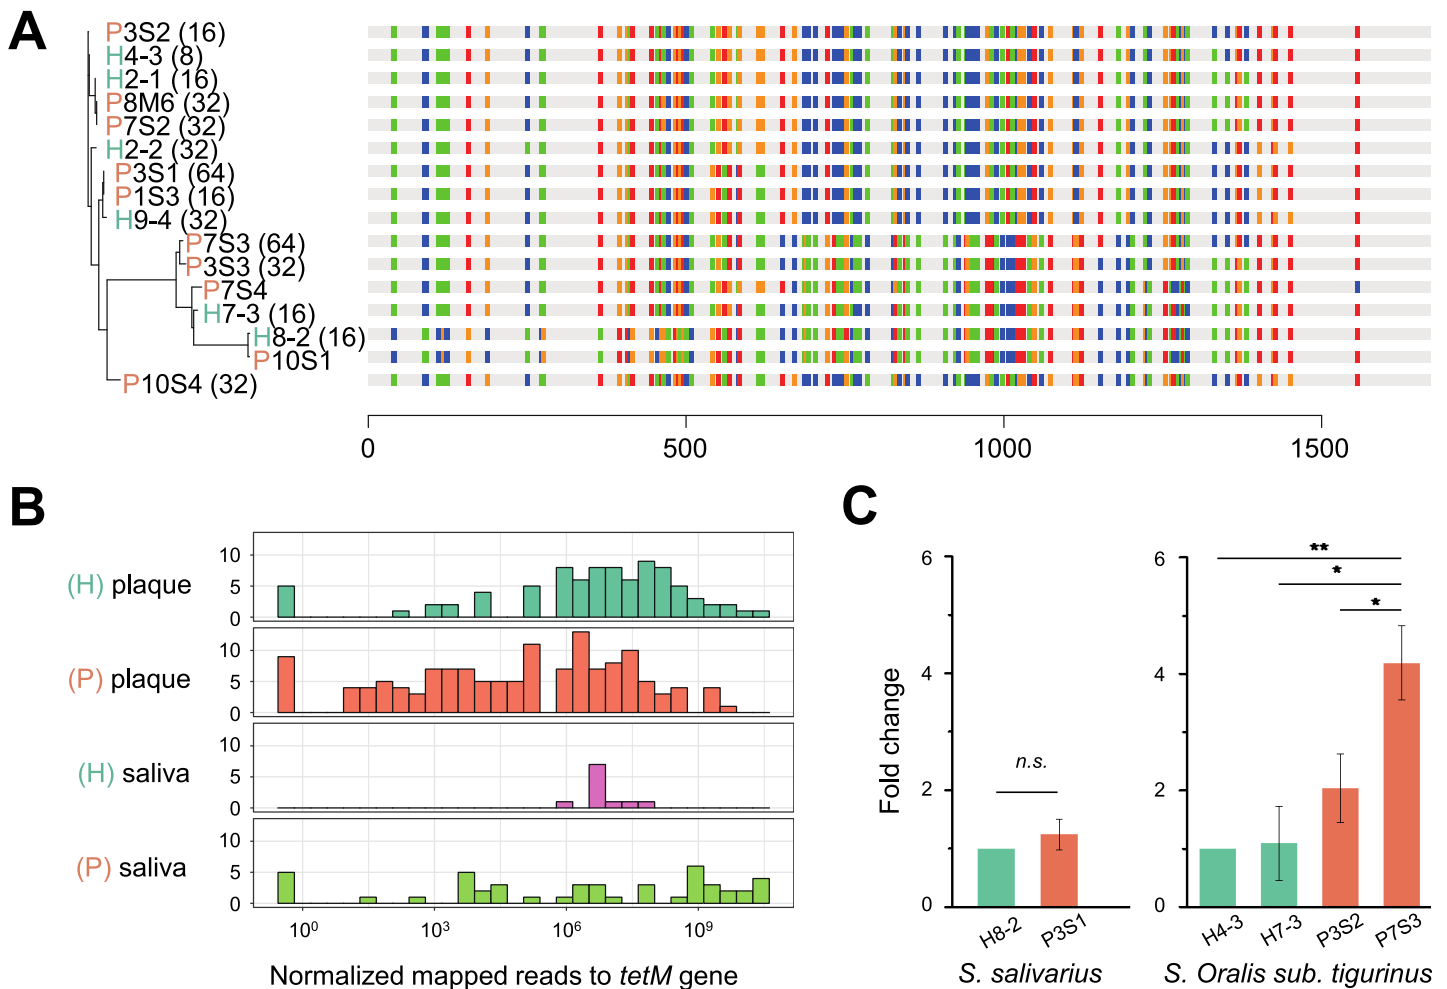 A
P3S2 (16)
H4-3 (8)
H2-1 (16)
P8M6 (32)
P7S2 (32)
H2-2 (32)
P3S1 (64)
P1S3 (16)
H9-4 (32)
P7S3 (64)
P3S3 (32)
P7S4
H7-3 (16)
H8-2 (16)
P10S1
P10S4 (32)
0 500 1000 1500
B
(H) plaque
10
5
0
(P) plaque
10
5
0
(H) saliva
10
5
0
(P) saliva
10
5
0
10⁰ 10³ 10⁶ 10⁹
Normalized mapped reads to tetM gene
C
Fold change
6
4
2
0
n.s.
H8-2 P3S1
S. salivarius
6
4
2
0
**
*
*
H4-3 H7-3 P3S2 P7S3
S. Oralis sub. tigurinus